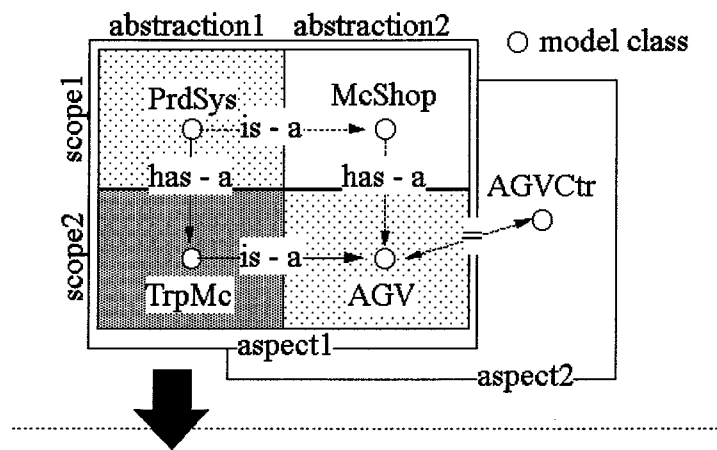 abstraction1 abstraction2
model class
scope1
PrdSys McShop
is - a
has - a has - a
AGVCtr
=
scope2
is - a
TrpMc AGV
aspect1
aspect2